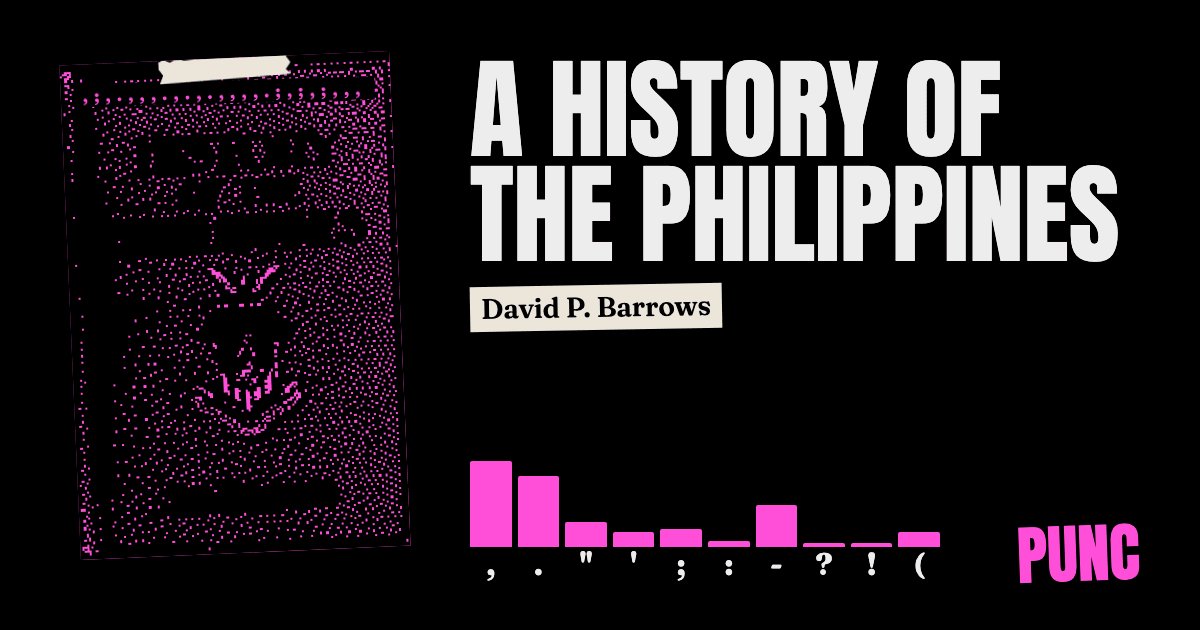 A HISTORY OF
THE PHILIPPINES
David P. Barrows
, . " ' ; : - ? ! (
PUNC